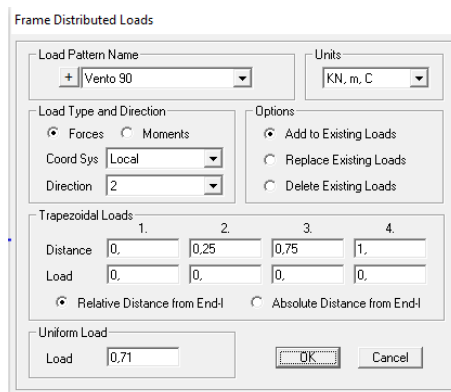 Frame Distributed Loads
Load Pattern Name
+ Vento 90
Units
KN, m, C
Load Type and Direction
Forces Moments
Coord Sys Local
Direction 2
Options
Add to Existing Loads
Replace Existing Loads
Delete Existing Loads
Trapezoidal Loads
1. 2. 3. 4.
Distance 0, 0,25 0,75 1,
Load 0, 0, 0, 0,
Relative Distance from End-I Absolute Distance from End-I
Uniform Load
Load 0,71
OK Cancel